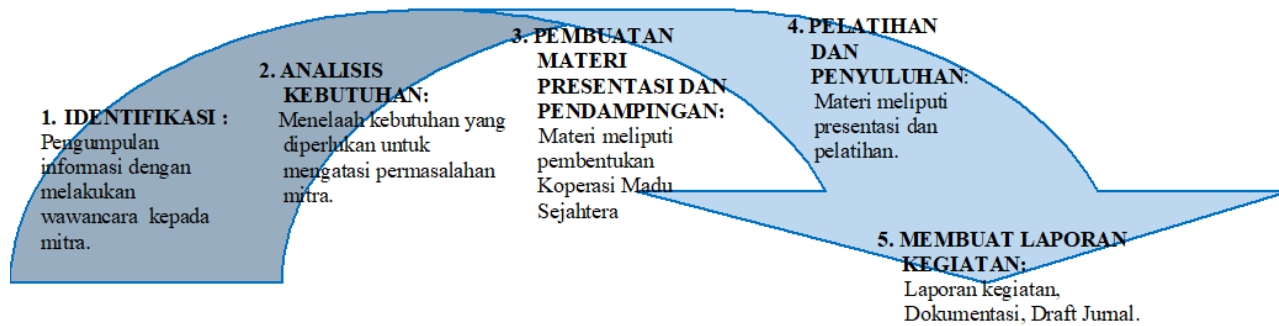 1. IDENTIFIKASI :
Pengumpulan
informasi dengan
melakukan
wawancara kepada
mitra.
2. ANALISIS
KEBUTUHAN:
Menelaah kebutuhan yang
diperlukan untuk
mengatasi permasalahan
mitra.
3. PEMBUATAN
MATERI
PRESENTASI DAN
PENDAMPINGAN:
Materi meliputi
pembentukan
Koperasi Madu
Sejahtera
4. PELATIHAN
DAN
PENYULUHAN:
Materi meliputi
presentasi dan
pelatihan.
5. MEMBUAT LAPORAN
KEGIATAN:
Laporan kegiatan,
Dokumentasi, Draft Jurnal.